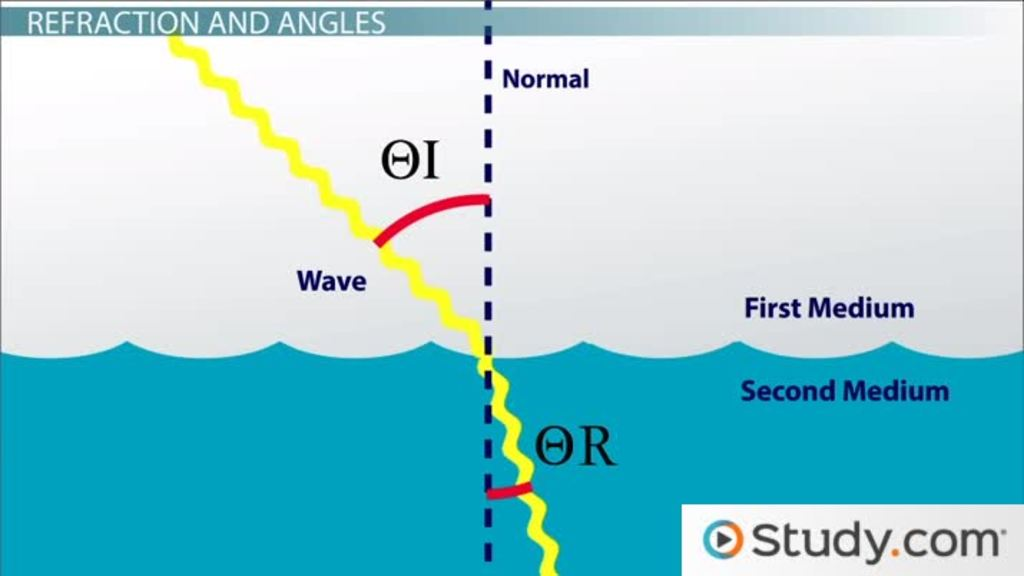 REFRACTION AND ANGLES
Normal
ΘI
Wave
First Medium
Second Medium
ΘR
Study.com